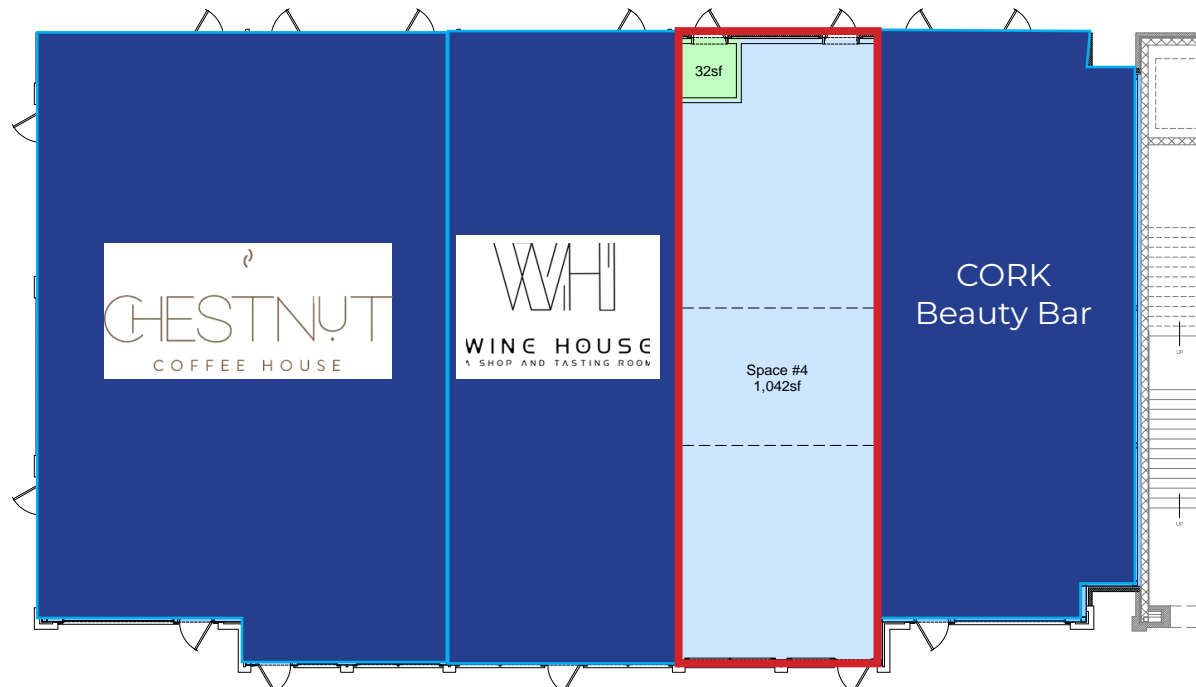 32sf
CHESTNUT
COFFEE HOUSE
WH
WINE HOUSE
A SHOP AND TASTING ROOM
Space #4
1,042sf
CORK
Beauty Bar
UP
UP